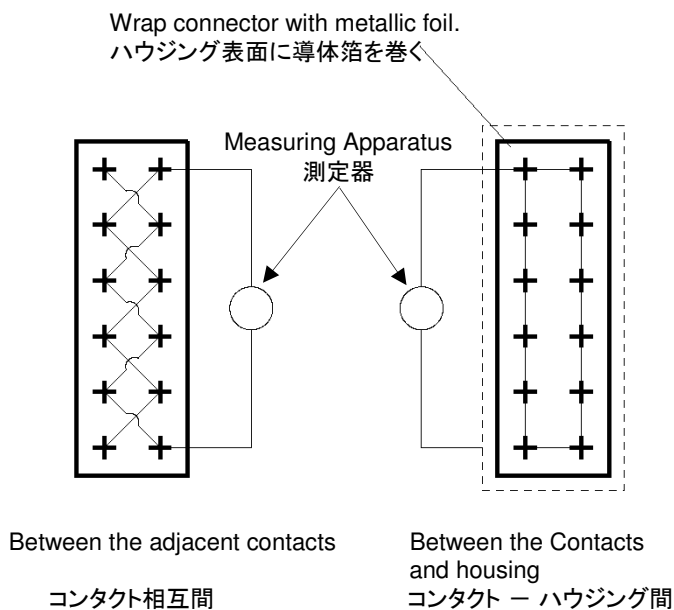 Wrap connector with metallic foil.
ハウジング表面に導体箔を巻く
Measuring Apparatus
測定器
Between the adjacent contacts
コンタクト相互間
Between the Contacts
and housing
コンタクト － ハウジング間